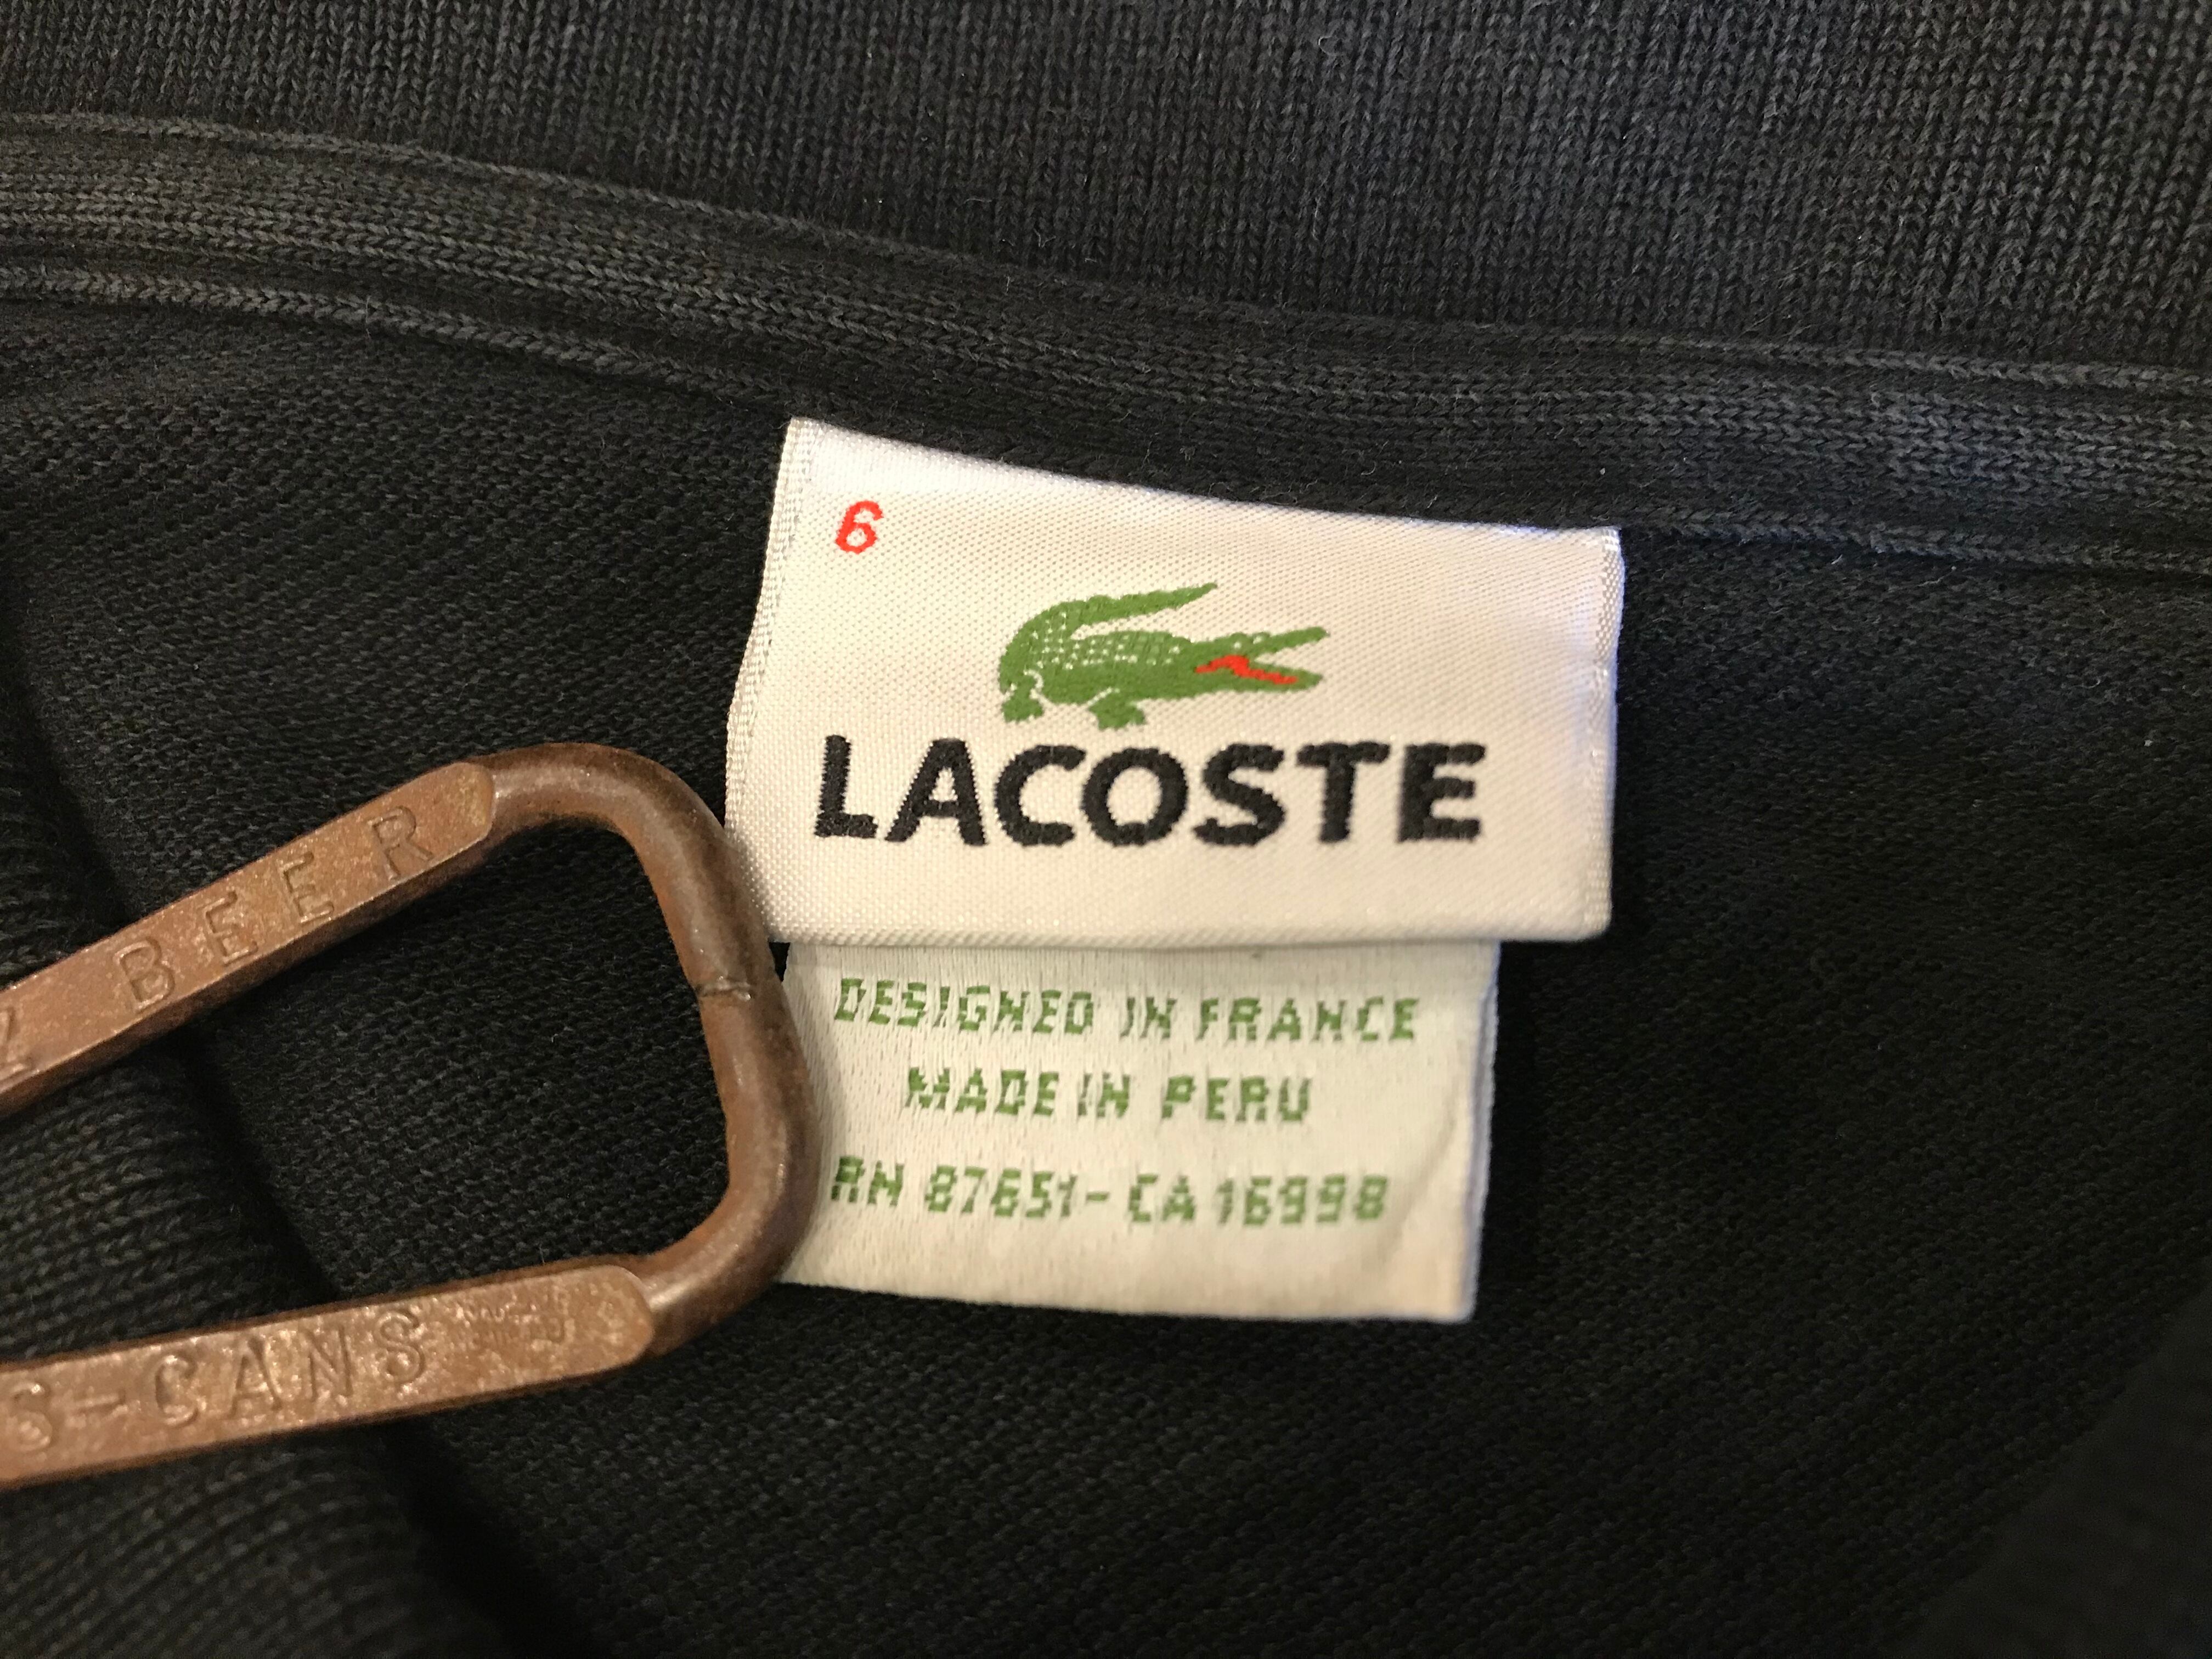 6
LACOSTE
DESIGNED IN FRANCE
MADE IN PERU
RN 87651-CA 16998
Z BEER
S-CANS